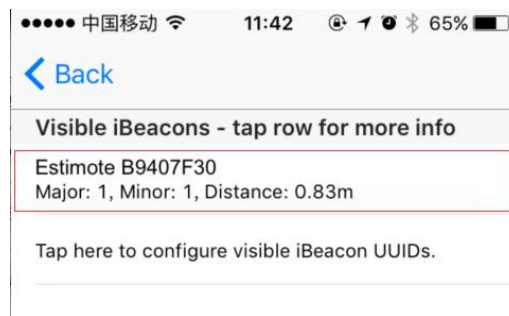 中国移动 11:42 65%
Back
Visible iBeacons - tap row for more info
Estimote B9407F30
Major: 1, Minor: 1, Distance: 0.83m
Tap here to configure visible iBeacon UUIDs.